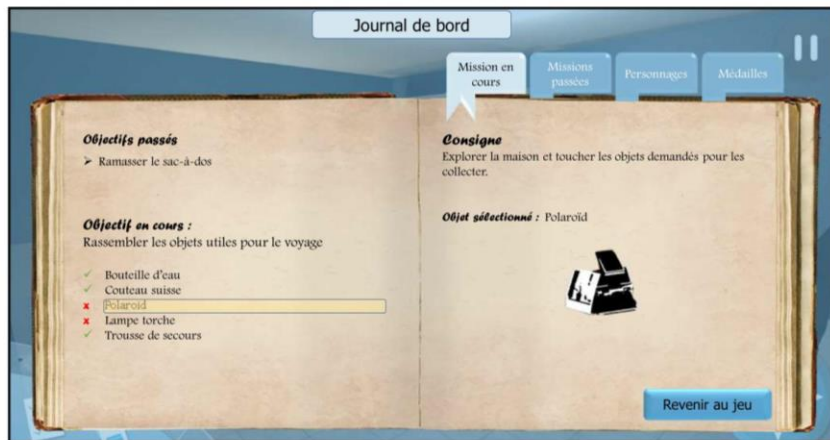 Journal de bord
Mission en
cours
Missions
passées
Personnages
Médailles
Objectifs passés
➢ Ramasser le sac-à-dos
Objectif en cours :
Rassembler les objets utiles pour le voyage
✓ Bouteille d'eau
✓ Couteau suisse
x Polaroid
x Lampe torche
✓ Trousse de secours
Consigne
Explorer la maison et toucher les objets demandés pour les
collecter.
Objet sélectionné : Polaroïd
Revenir au jeu